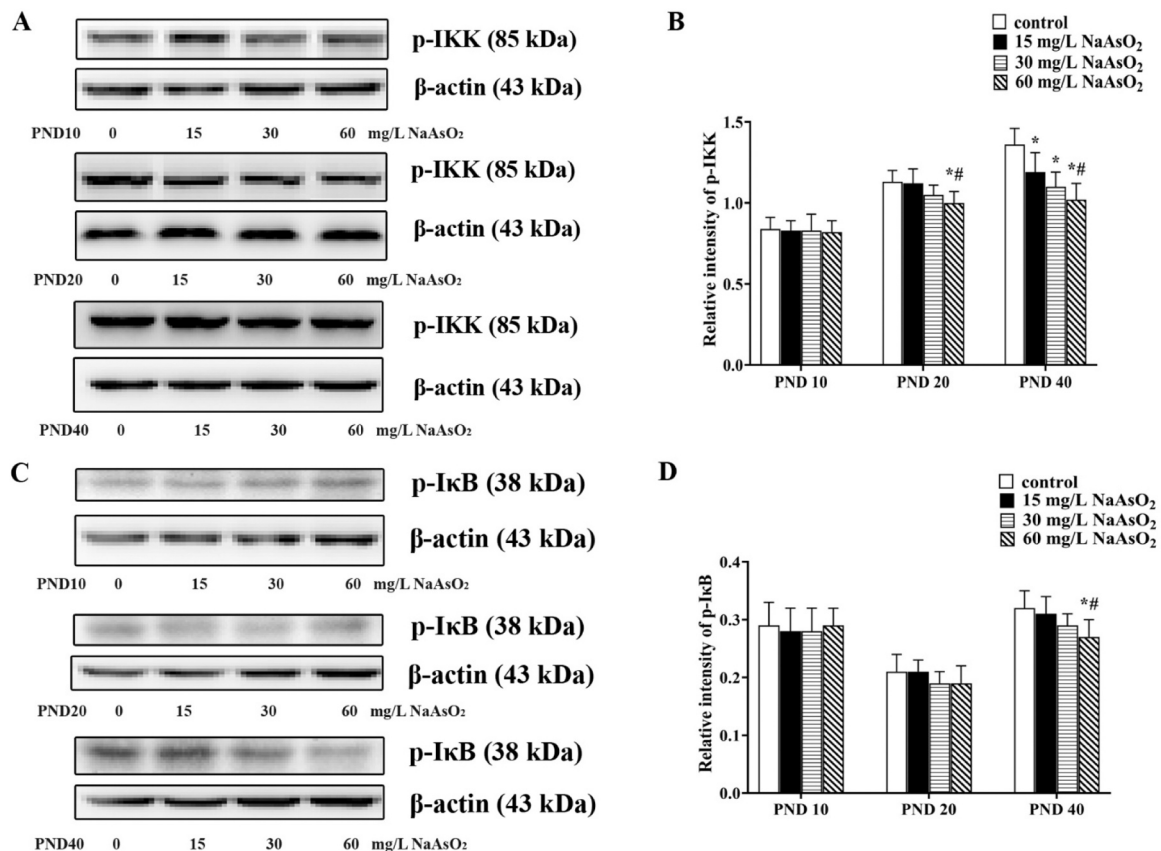 A
p-IKK (85 kDa)
β-actin (43 kDa)
PND10 0 15 30 60 mg/L NaAsO₂
p-IKK (85 kDa)
β-actin (43 kDa)
PND20 0 15 30 60 mg/L NaAsO₂
p-IKK (85 kDa)
β-actin (43 kDa)
PND40 0 15 30 60 mg/L NaAsO₂
B
control
15 mg/L NaAsO₂
30 mg/L NaAsO₂
60 mg/L NaAsO₂
Relative intensity of p-IKK
1.5
1.0
0.5
0.0
*#
*
*
*#
PND 10 PND 20 PND 40
C
p-IκB (38 kDa)
β-actin (43 kDa)
PND10 0 15 30 60 mg/L NaAsO₂
p-IκB (38 kDa)
β-actin (43 kDa)
PND20 0 15 30 60 mg/L NaAsO₂
p-IκB (38 kDa)
β-actin (43 kDa)
PND40 0 15 30 60 mg/L NaAsO₂
D
control
15 mg/L NaAsO₂
30 mg/L NaAsO₂
60 mg/L NaAsO₂
Relative intensity of p-IκB
0.4
0.3
0.2
0.1
0.0
*#
PND 10 PND 20 PND 40